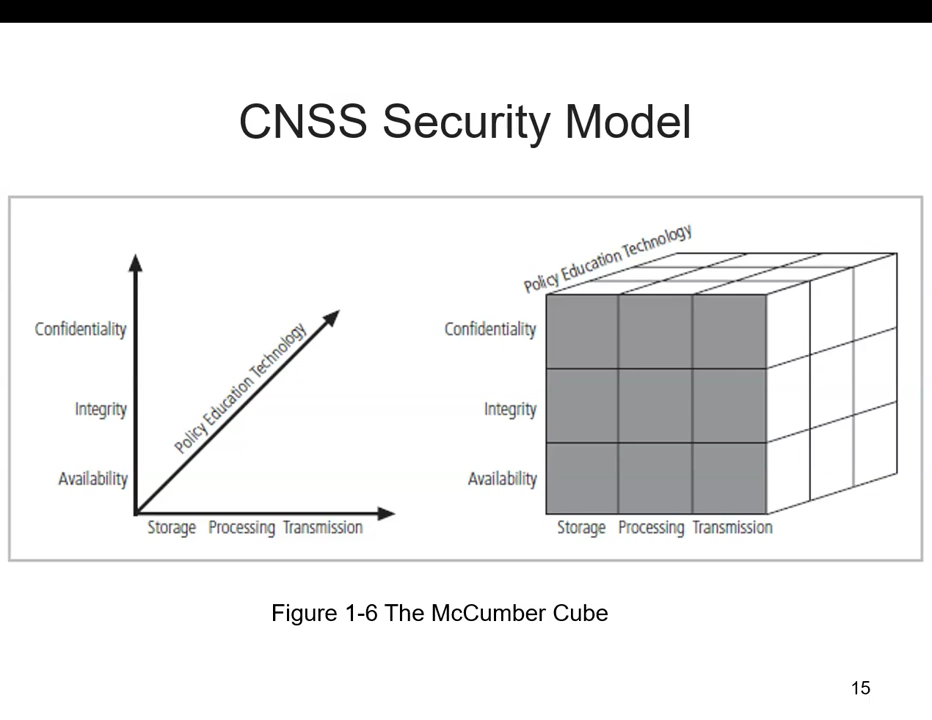 CNSS Security Model
Confidentiality
Integrity
Availability
Policy Education Technology
Storage Processing Transmission
Policy Education Technology
Confidentiality
Integrity
Availability
Storage Processing Transmission
Figure 1-6 The McCumber Cube
15